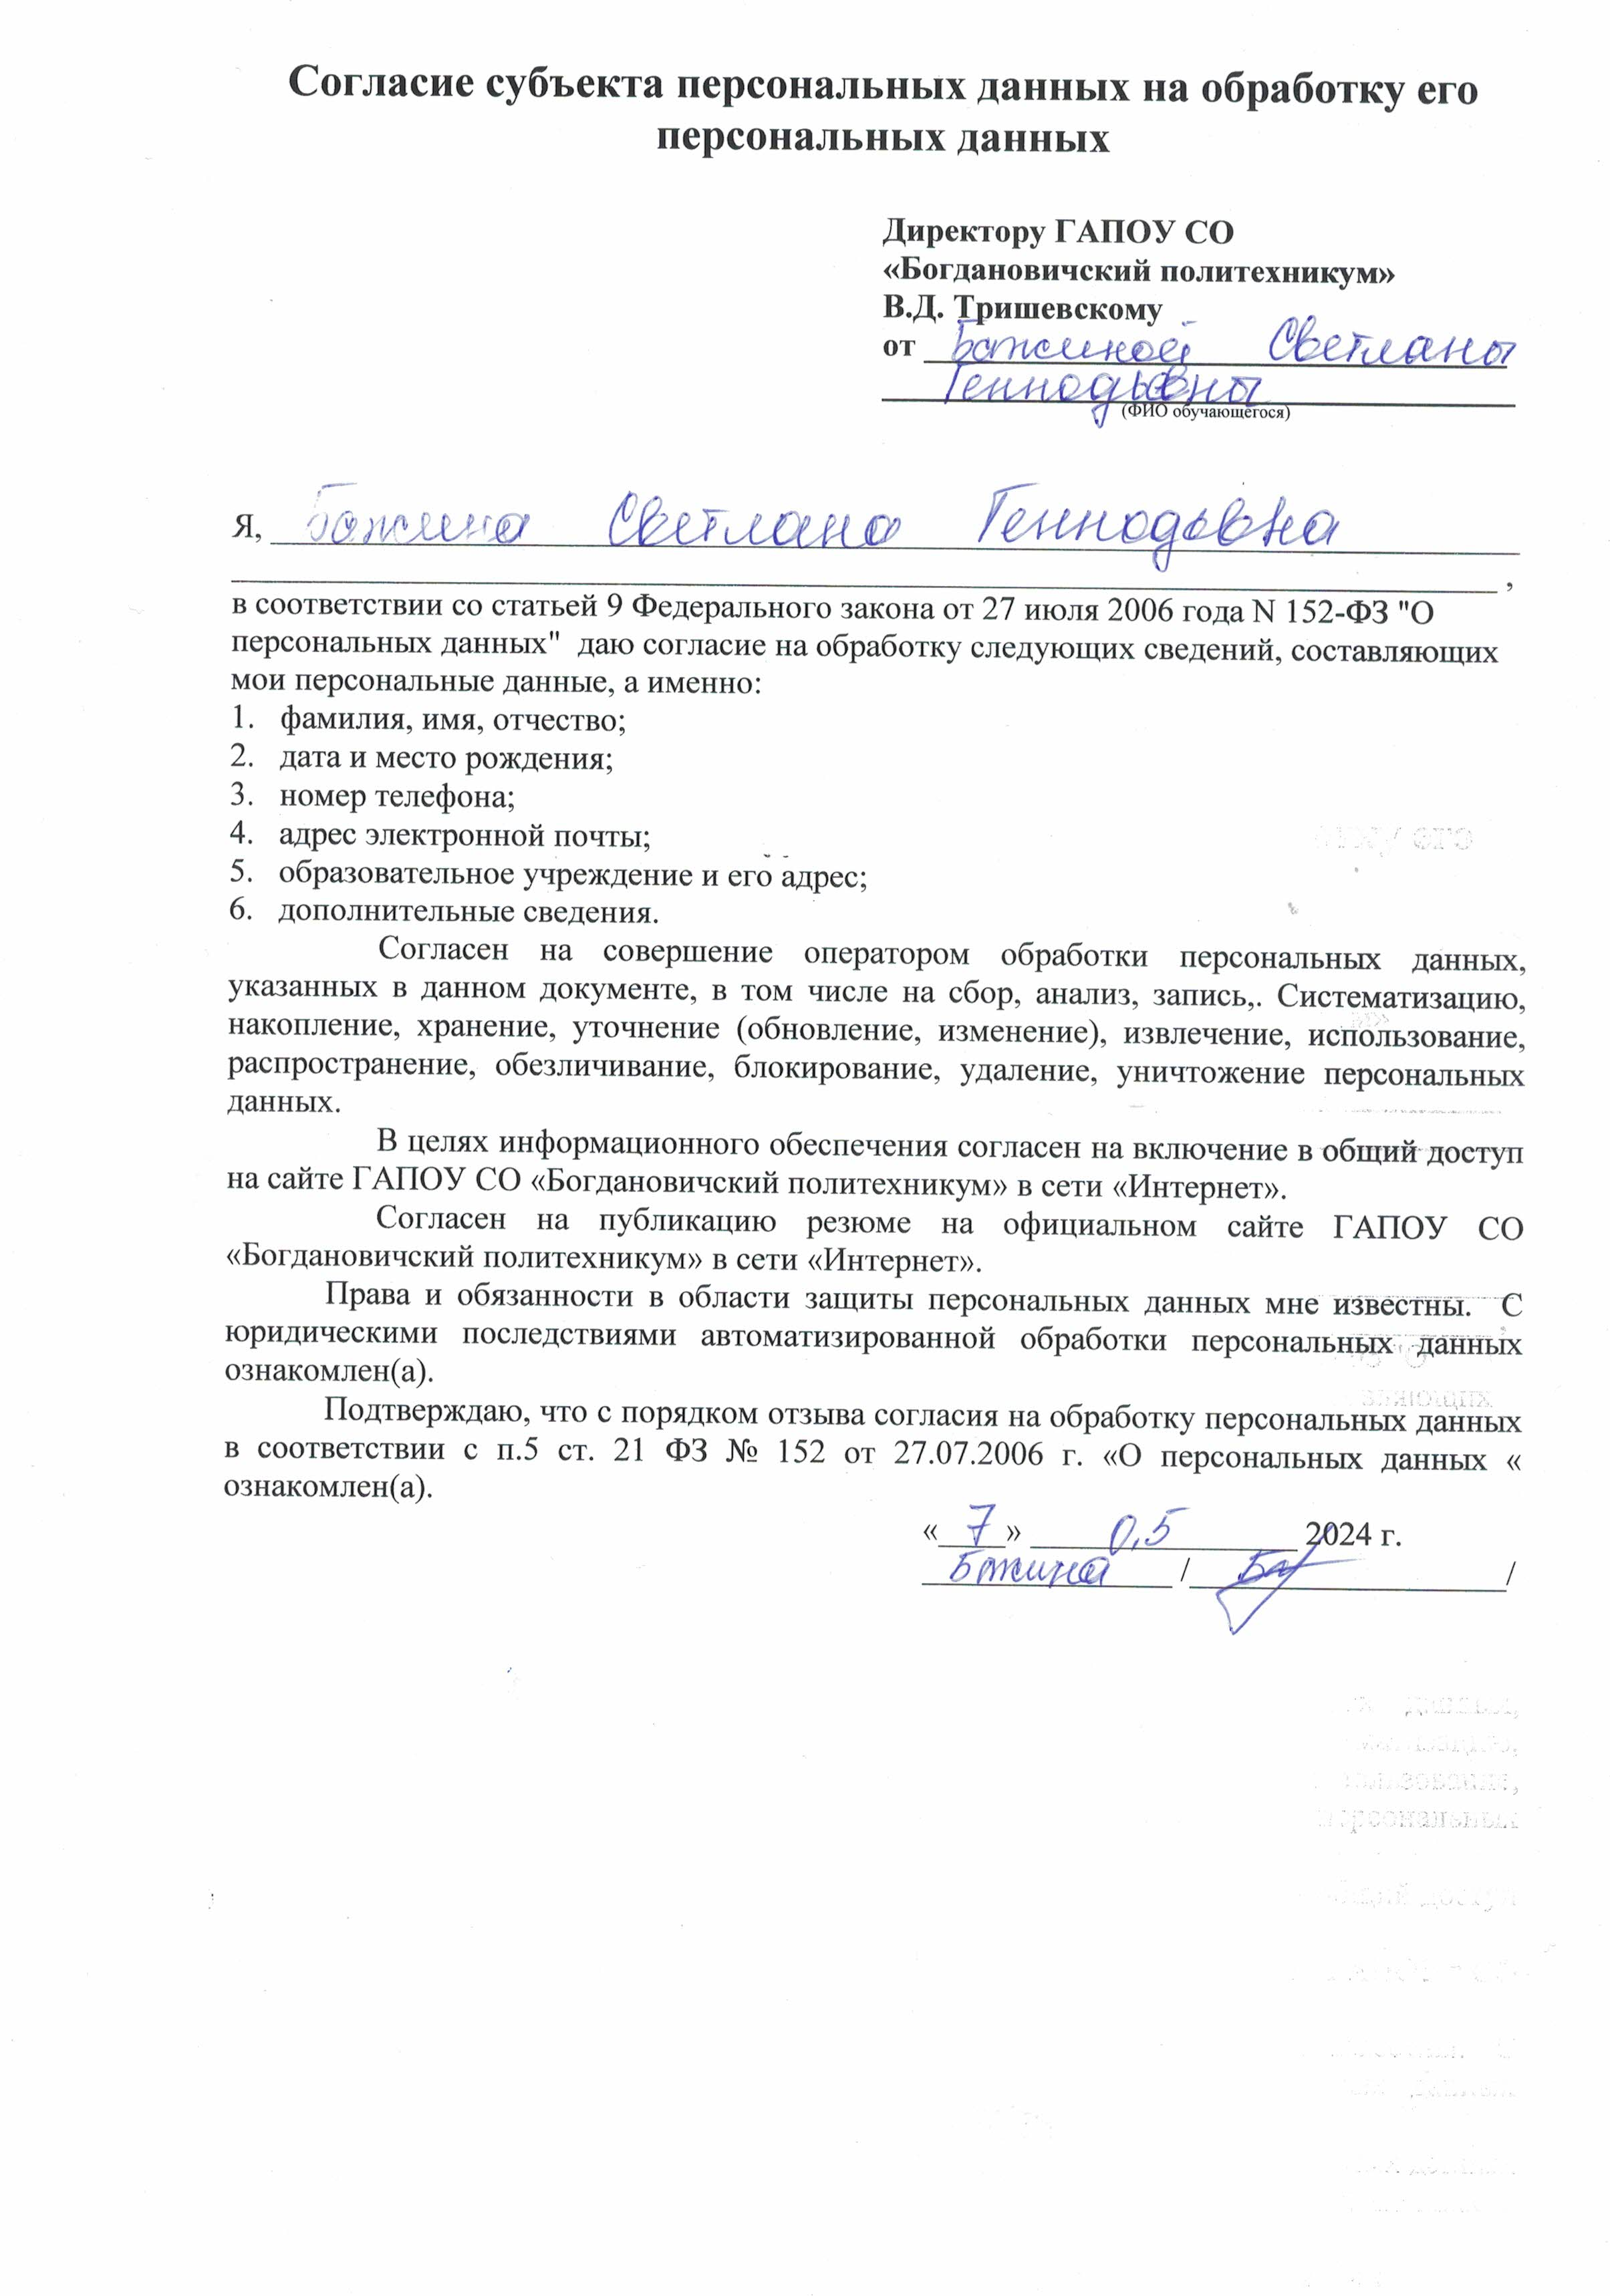 Согласие субъекта персональных данных на обработку его
персональных данных
Директору ГАПОУ СО
«Богдановичский политехникум»
В.Д. Тришевскому
от Бажиной Светланы
Геннадьевны
(ФИО обучающегося)
Я, Бажина Светлана Геннадьевна
,
в соответствии со статьей 9 Федерального закона от 27 июля 2006 года N 152-ФЗ "О
персональных данных" даю согласие на обработку следующих сведений, составляющих
мои персональные данные, а именно:
1. фамилия, имя, отчество;
2. дата и место рождения;
3. номер телефона;
4. адрес электронной почты;
5. образовательное учреждение и его адрес;
6. дополнительные сведения.
Согласен на совершение оператором обработки персональных данных,
указанных в данном документе, в том числе на сбор, анализ, запись,. Систематизацию,
накопление, хранение, уточнение (обновление, изменение), извлечение, использование,
распространение, обезличивание, блокирование, удаление, уничтожение персональных
данных.
В целях информационного обеспечения согласен на включение в общий доступ
на сайте ГАПОУ СО «Богдановичский политехникум» в сети «Интернет».
Согласен на публикацию резюме на официальном сайте ГАПОУ СО
«Богдановичский политехникум» в сети «Интернет».
Права и обязанности в области защиты персональных данных мне известны. С
юридическими последствиями автоматизированной обработки персональных данных
ознакомлен(а).
Подтверждаю, что с порядком отзыва согласия на обработку персональных данных
в соответствии с п.5 ст. 21 ФЗ № 152 от 27.07.2006 г. «О персональных данных «
ознакомлен(а).
« 7 » 0,5 2024 г.
Бажина / /